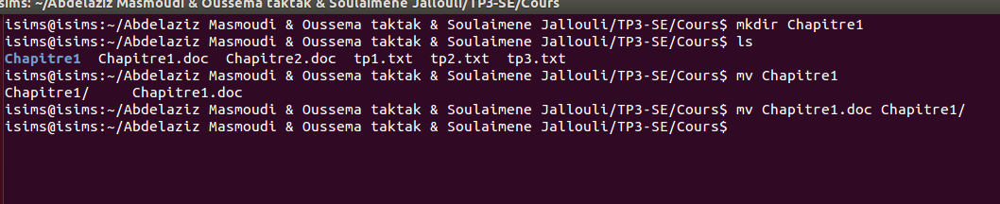 isims: ~/Abdelaziz Masmoudi & Oussema taktak & Soulaimene Jallouli/TP3-SE/Cours
isims@isims:~/Abdelaziz Masmoudi & Oussema taktak & Soulaimene Jallouli/TP3-SE/Cours$ mkdir Chapitre1
isims@isims:~/Abdelaziz Masmoudi & Oussema taktak & Soulaimene Jallouli/TP3-SE/Cours$ ls
Chapitre1  Chapitre1.doc  Chapitre2.doc  tp1.txt  tp2.txt  tp3.txt
isims@isims:~/Abdelaziz Masmoudi & Oussema taktak & Soulaimene Jallouli/TP3-SE/Cours$ mv Chapitre1
Chapitre1/     Chapitre1.doc
isims@isims:~/Abdelaziz Masmoudi & Oussema taktak & Soulaimene Jallouli/TP3-SE/Cours$ mv Chapitre1.doc Chapitre1/
isims@isims:~/Abdelaziz Masmoudi & Oussema taktak & Soulaimene Jallouli/TP3-SE/Cours$